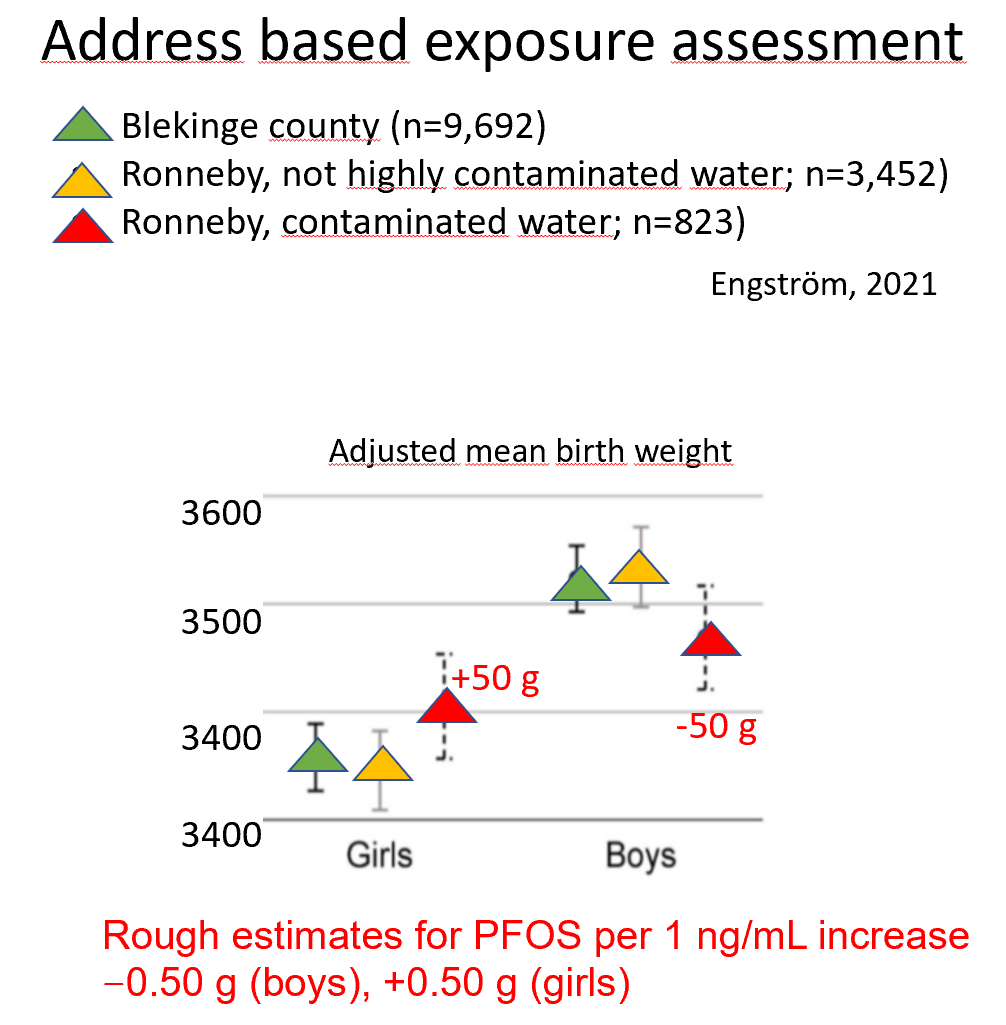 Address based exposure assessment
Blekinge county (n=9,692)
Ronneby, not highly contaminated water; n=3,452)
Ronneby, contaminated water; n=823)
Engström, 2021
Adjusted mean birth weight
3600
3500
+50 g
3400
-50 g
3400
Girls
Boys
Rough estimates for PFOS per 1 ng/mL increase
−0.50 g (boys), +0.50 g (girls)